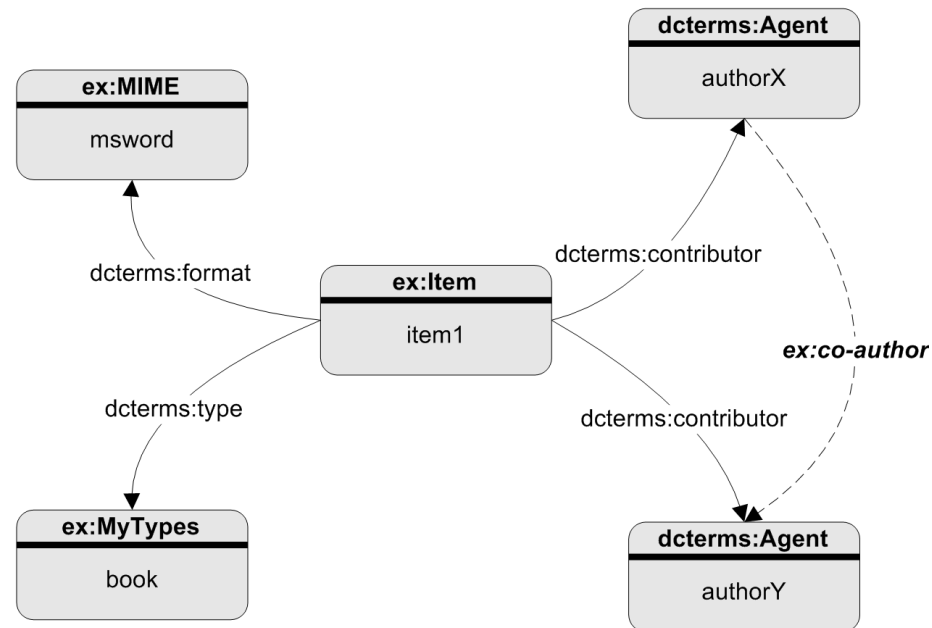 dcterms:Agent
authorX
ex:MIME
msword
dcterms:contributor
dcterms:format
ex:Item
item1
ex:co-author
dcterms:type
dcterms:contributor
ex:MyTypes
book
dcterms:Agent
authorY